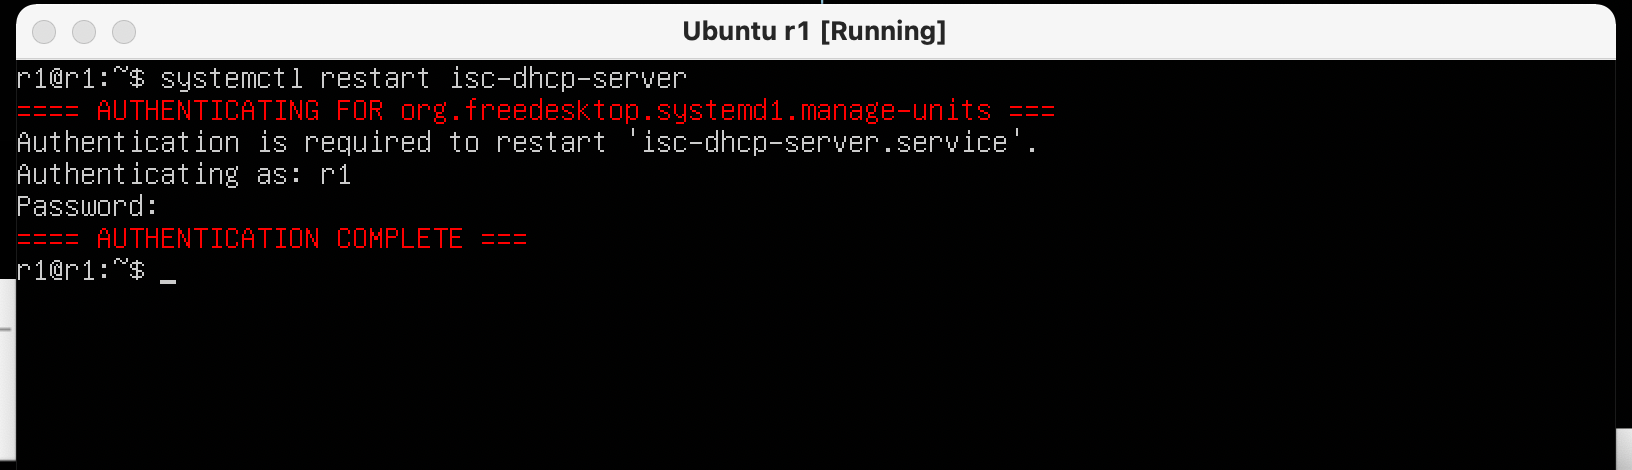 Ubuntu r1 [Running]
r1@r1:~$ systemctl restart isc-dhcp-server
==== AUTHENTICATING FOR org.freedesktop.systemd1.manage-units ===
Authentication is required to restart 'isc-dhcp-server.service'.
Authenticating as: r1
Password:
==== AUTHENTICATION COMPLETE ===
r1@r1:~$ _